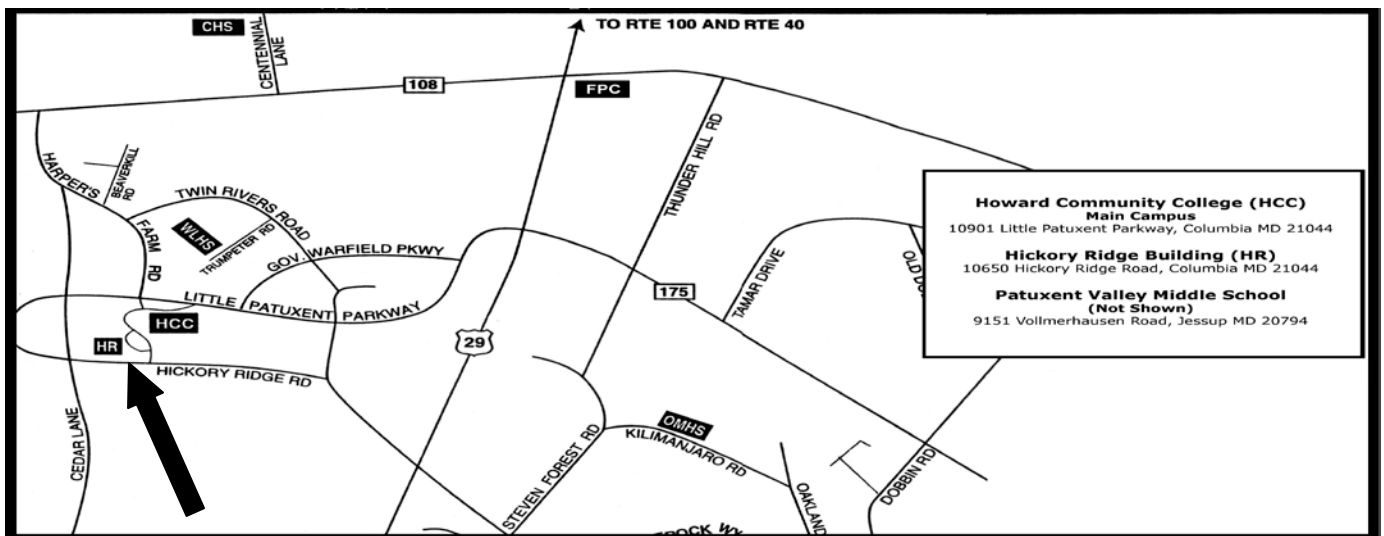 TO RTE 100 AND RTE 40
CHS
CENTENNIAL
LANE
108
FPC
HARPER'S
FARM RD
BEAVERKILL
RD
TWIN RIVERS ROAD
WLHS
TRUMPETER RD
GOV. WARFIELD PKWY
LITTLE PATUXENT PARKWAY
THUNDER HILL RD
TAMAR DRIVE
175
HCC
HR
HICKORY RIDGE RD
CEDAR LANE
29
OMHS
KILIMANJARO RD
STEVEN FOREST RD
OAKLAND
DOBBIN RD
OLD
Howard Community College (HCC)
Main Campus
10901 Little Patuxent Parkway, Columbia MD 21044
Hickory Ridge Building (HR)
10650 Hickory Ridge Road, Columbia MD 21044
Patuxent Valley Middle School
(Not Shown)
9151 Vollmerhausen Road, Jessup MD 20794